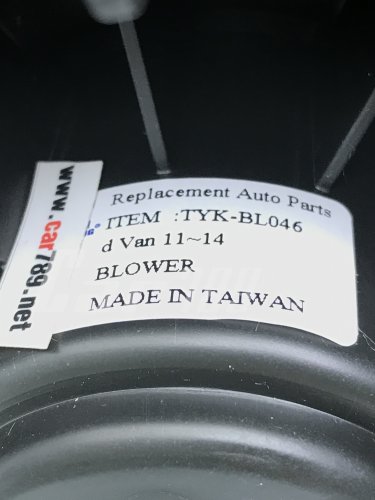 Replacement Auto Parts
ITEM :TYK-BL046
d Van 11~14
BLOWER
MADE IN TAIWAN
www.car789.net